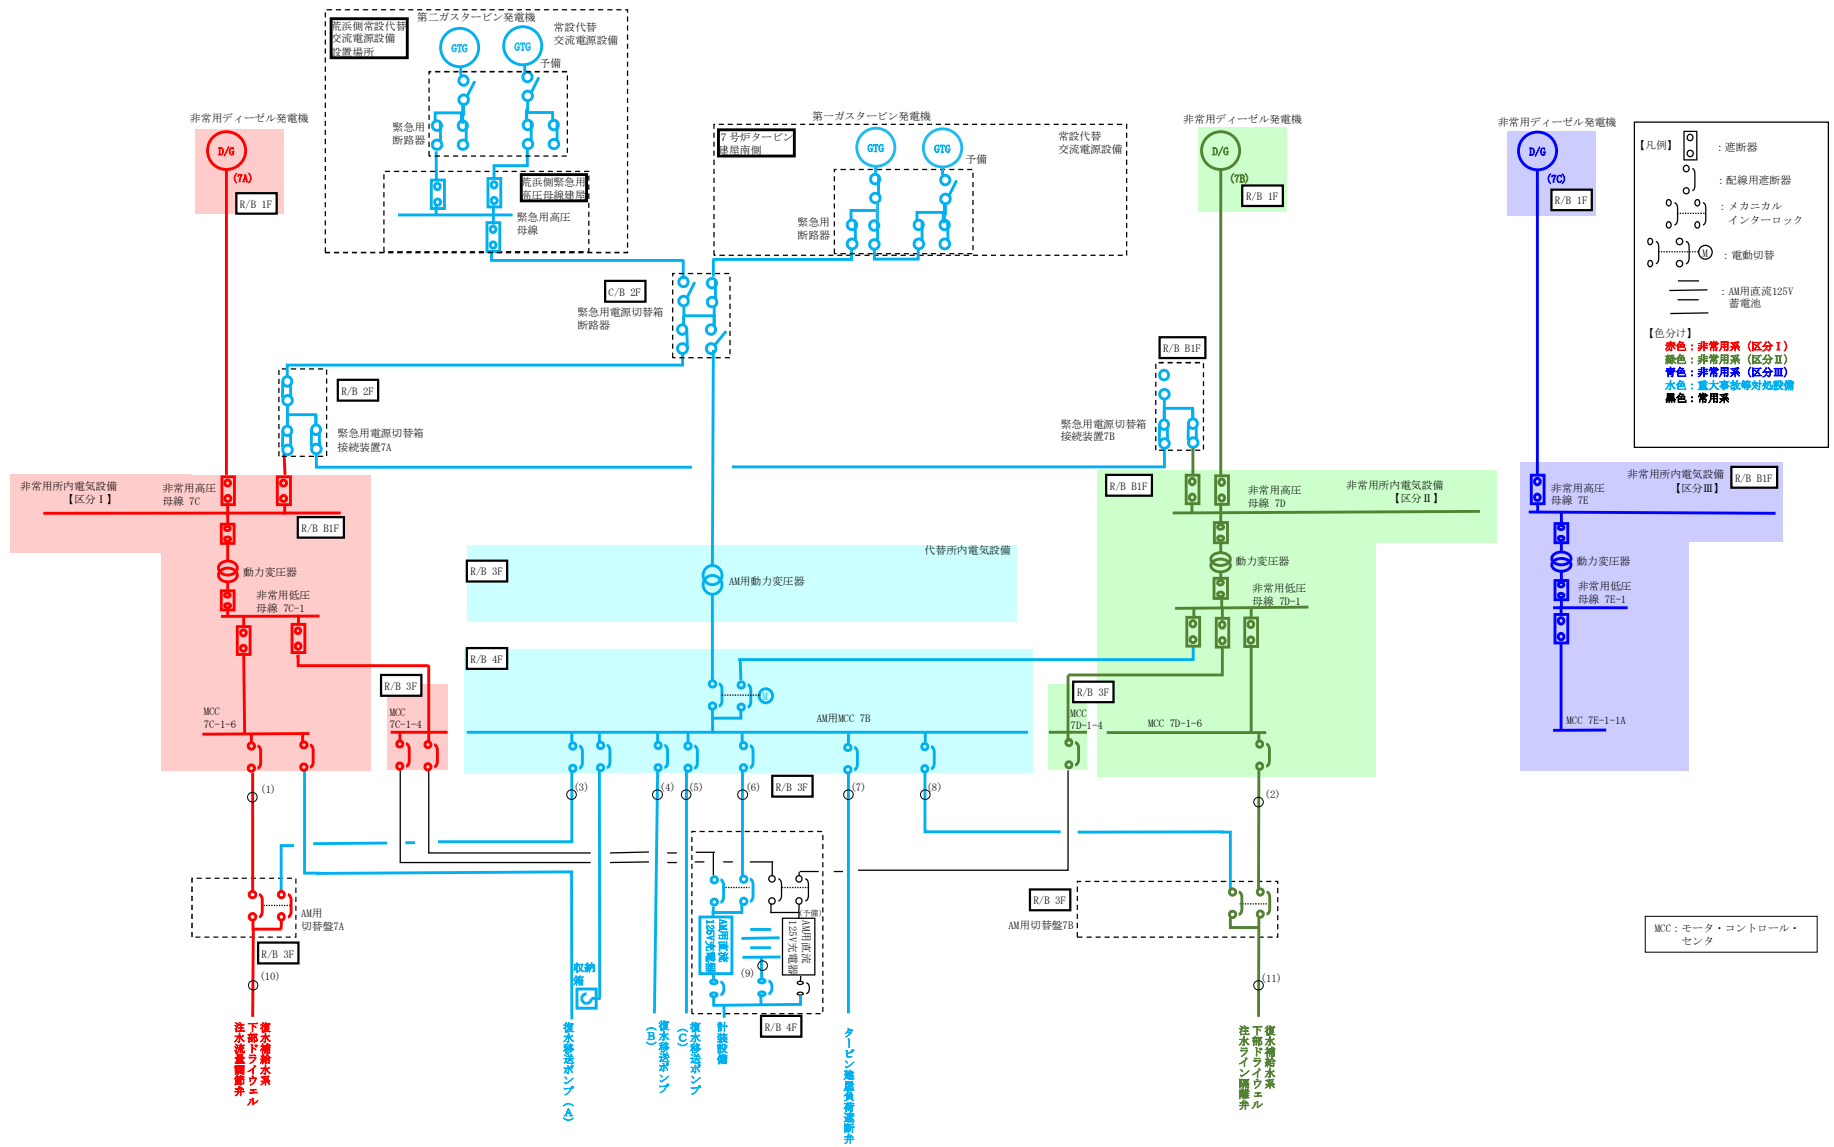 荒浜側常設代替
交流電源設備
設置場所
第二ガスタービン発電機
常設代替
交流電源設備
GTG
GTG
予備
緊急用
断路器
荒浜側緊急用
高圧母線建屋
緊急用高圧
母線
第一ガスタービン発電機
7号炉タービン
建屋南側
GTG
GTG
予備
常設代替
交流電源設備
緊急用
断路器
非常用ディーゼル発電機
D/G
(7A)
R/B 1F
非常用ディーゼル発電機
D/G
(7B)
R/B 1F
非常用ディーゼル発電機
D/G
(7C)
R/B 1F
【凡例】
：遮断器
：配線用遮断器
：メカニカル
インターロック
M
：電動切替
：AM用直流125V
蓄電池
【色分け】
赤色：非常用系（区分Ⅰ）
緑色：非常用系（区分Ⅱ）
青色：非常用系（区分Ⅲ）
水色：重大事故等対処設備
黒色：常用系
C/B 2F
緊急用電源切替箱
断路器
R/B 2F
緊急用電源切替箱
接続装置7A
R/B B1F
緊急用電源切替箱
接続装置7B
非常用所内電気設備
【区分Ⅰ】
非常用高圧
母線 7C
R/B B1F
動力変圧器
非常用低圧
母線 7C-1
MCC
7C-1-6
R/B 3F
MCC
7C-1-4
代替所内電気設備
R/B 3F
AM用動力変圧器
R/B 4F
M
AM用MCC 7B
R/B B1F
非常用高圧
母線 7D
非常用所内電気設備
【区分Ⅱ】
動力変圧器
非常用低圧
母線 7D-1
R/B 3F
MCC
7D-1-4
MCC 7D-1-6
非常用所内電気設備
【区分Ⅲ】
R/B B1F
非常用高圧
母線 7E
動力変圧器
非常用低圧
母線 7E-1
MCC 7E-1-1A
(1)
(3)
(4)
(5)
(6)
R/B 3F
(7)
(8)
(2)
AM用
切替盤7A
R/B 3F
(10)
収納
箱
(予備)
AM用直流
125V充電器
(9)
AM用直流
125V充電器
R/B 4F
R/B 3F
AM用切替盤7B
(11)
MCC：モータ・コントロール・
センタ
復水補給水系
下部ドライウェル
注水流量調節弁
復水移送ポンプ（A）
復水移送ポンプ
（B）
復水移送ポンプ
（C）
計装設備
タービン建屋負荷遮断弁
復水補給水系
下部ドライウェル
注水ライン隔離弁